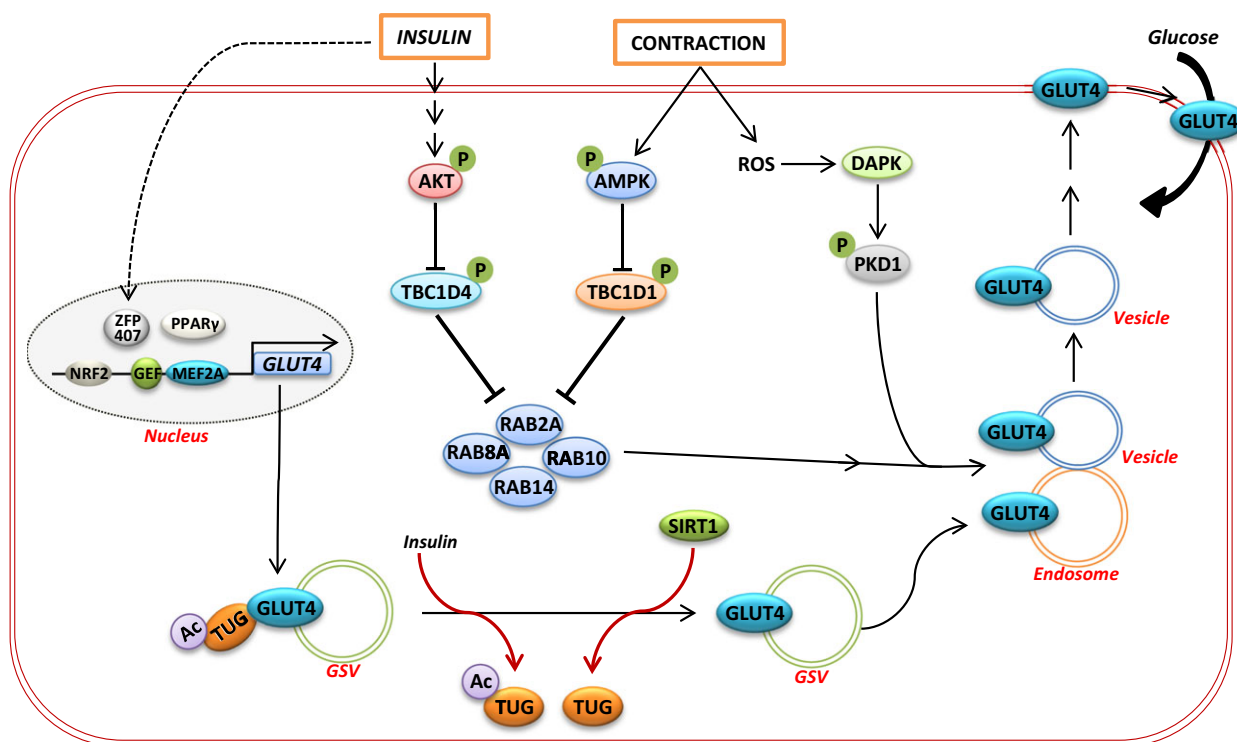 INSULIN
CONTRACTION
Glucose
GLUT4
GLUT4
P
AKT
P
AMPK
ROS
DAPK
P
PKD1
P
TBC1D4
P
TBC1D1
GLUT4
Vesicle
ZFP
407
PPARγ
NRF2
GEF
MEF2A
GLUT4
Nucleus
RAB2A
RAB8A
RAB10
RAB14
GLUT4
Vesicle
GLUT4
Endosome
Insulin
SIRT1
Ac
TUG
GLUT4
GSV
GLUT4
GSV
Ac
TUG
TUG